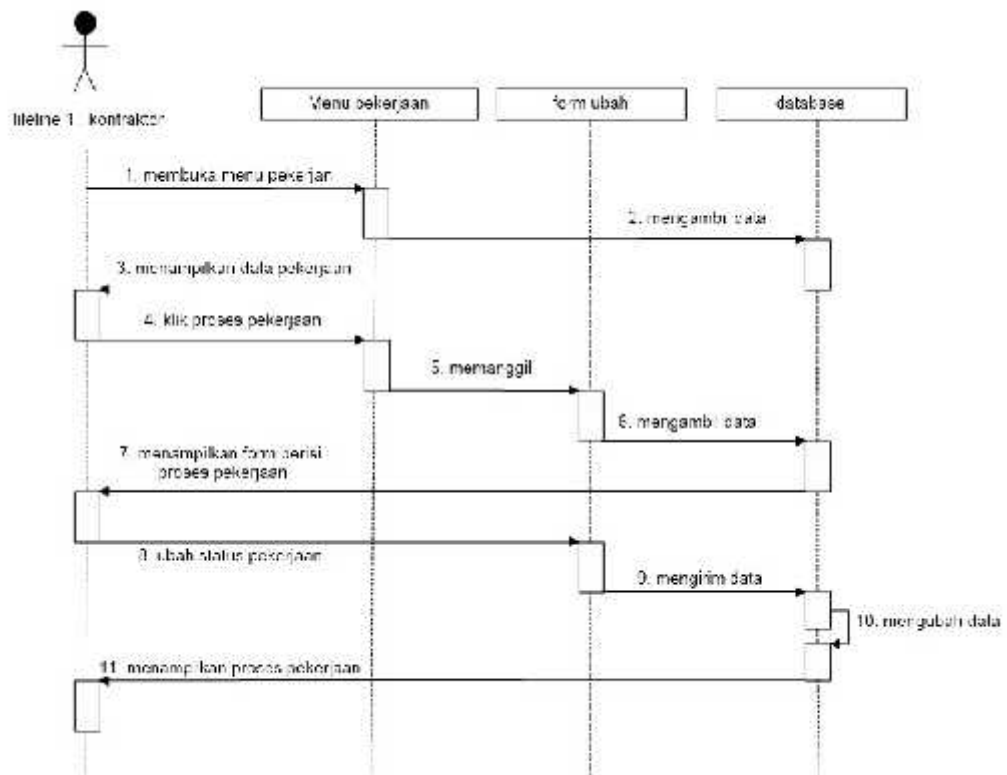 Menu pekerjaan
form ubah
database
lifeline 1 : kontraktor
1. membuka menu pekerjan
2. mengambil data
3. menampilkan data pekerjaan
4. klik proses pekerjaan
5. memanggil
6. mengambil data
7. menampilkan form berisi
proses pekerjaan
8. ubah status pekerjaan
9. mengirim data
10. mengubah data
11. menampilkan proses pekerjaan